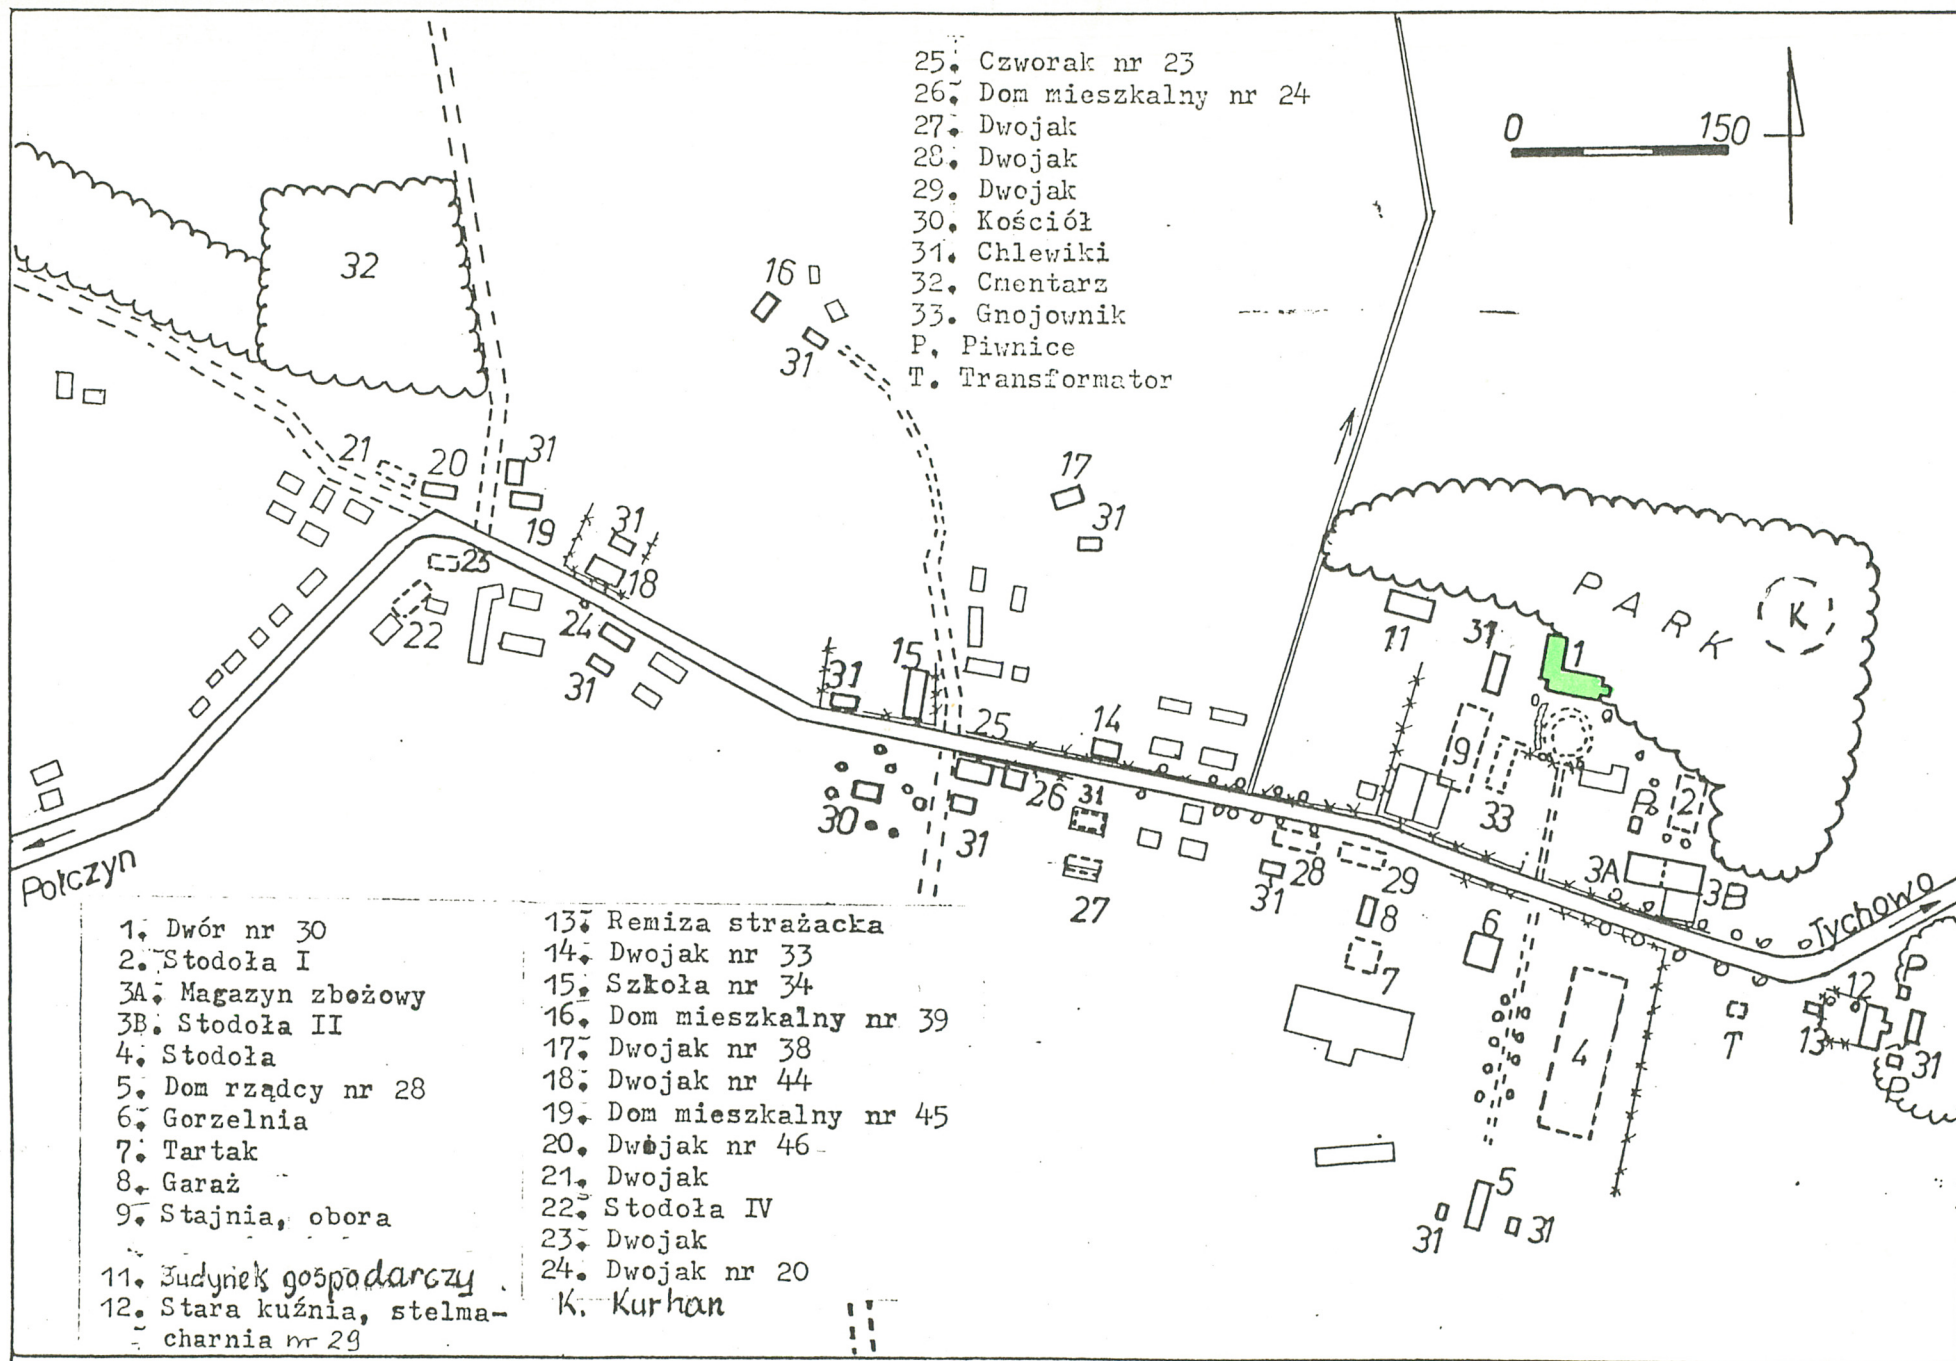 25. Czworak nr 23
26. Dom mieszkalny nr 24
27. Dwojak
28. Dwojak
29. Dwojak
30. Kościół
31. Chlewiki
32. Cmentarz
33. Gnojownik
P. Piwnice
T. Transformator
0 150
32
16
31
17
31
21
20
31
19
31
18
23
22
24
31
31
15
25
14
26
31
30
31
27
28
31
29
8
7
6
11
31
1
PARK
K
9
33
P
2
3A
3B
4
5
31
31
T
13
12
P
31
P
Połczyn
Tychowo
1. Dwór nr 30
2. Stodoła I
3A. Magazyn zbożowy
3B. Stodoła II
4. Stodoła
5. Dom rządcy nr 28
6. Gorzelnia
7. Tartak
8. Garaż
9. Stajnia, obora
11. Budynek gospodarczy
12. Stara kuźnia, stelma-
charnia nr 29
13. Remiza strażacka
14. Dwojak nr 33
15. Szkoła nr 34
16. Dom mieszkalny nr 39
17. Dwojak nr 38
18. Dwojak nr 44
19. Dom mieszkalny nr 45
20. Dwojak nr 46
21. Dwojak
22. Stodoła IV
23. Dwojak
24. Dwojak nr 20
K. Kurhan